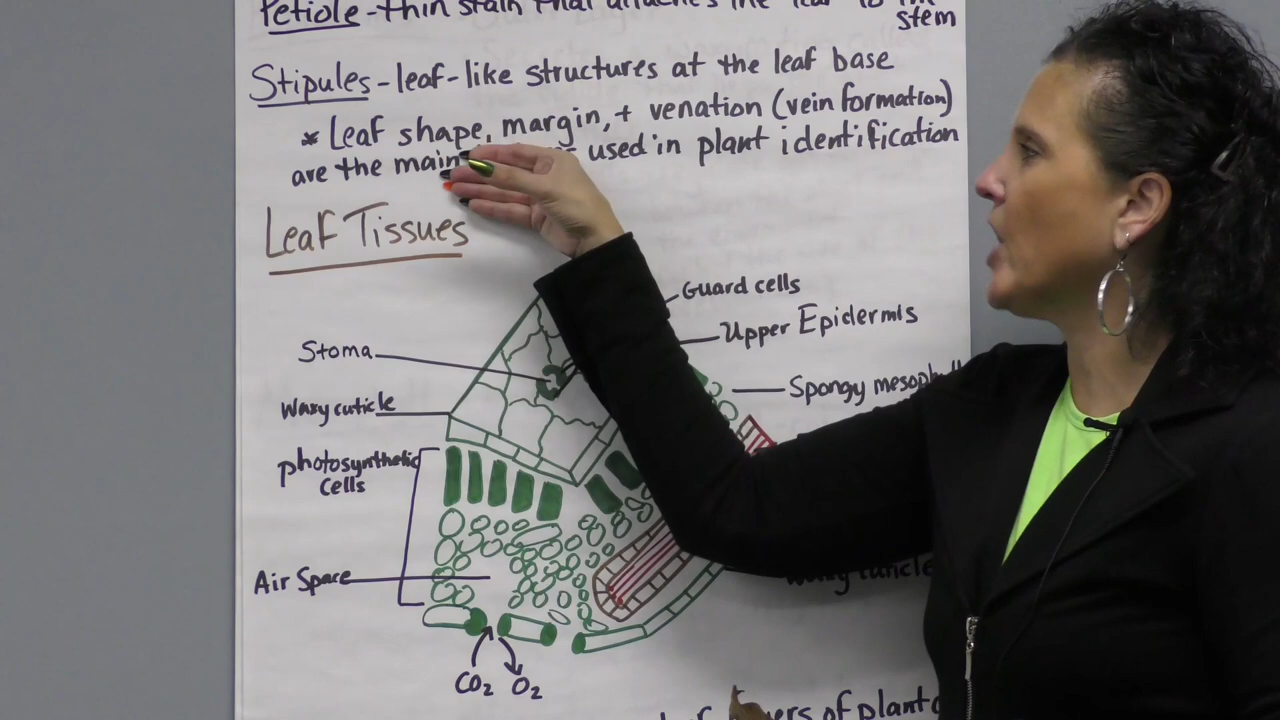 Petiole - thin stalk that attaches the leaf to the
stem
Stipules - leaf-like structures at the leaf base
* Leaf shape, margin, + venation (vein formation)
are the main used in plant identification
Leaf Tissues
Guard cells
Upper Epidermis
Stoma
Spongy
Waxy cuticle
photosynthetic
cells
Air Space
CO2 O2
of plant